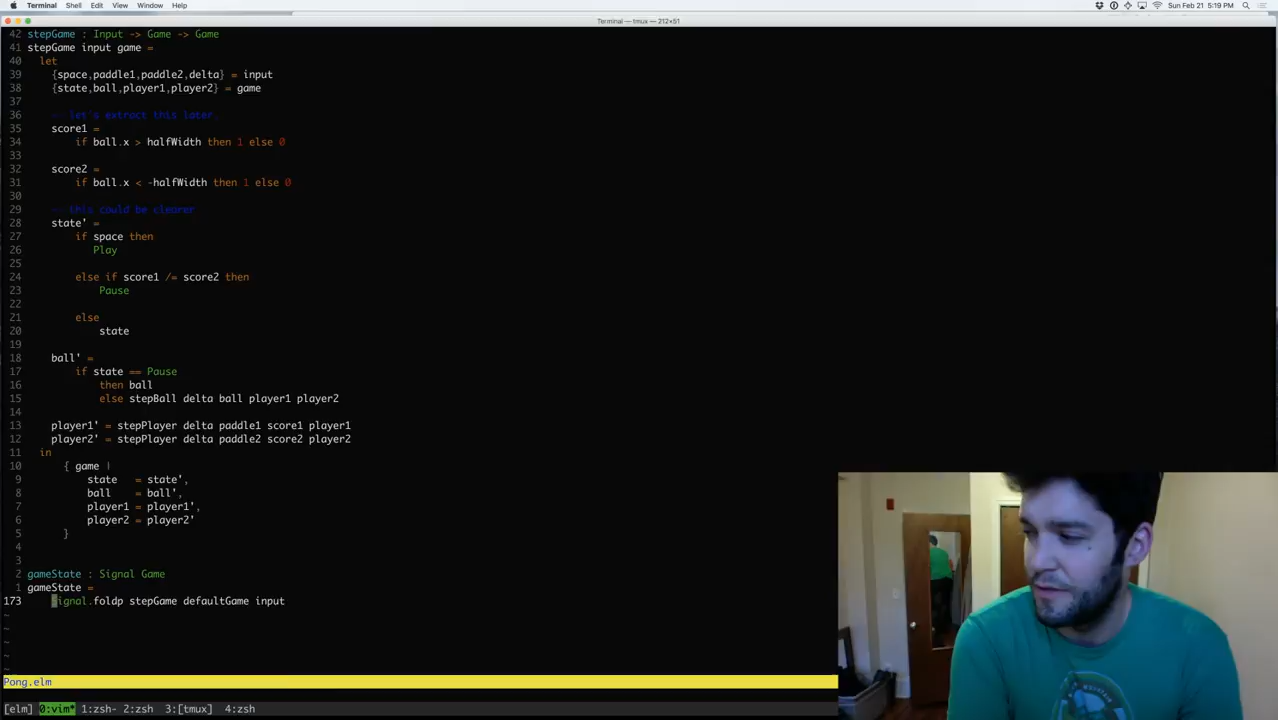 Terminal Shell Edit View Window Help Sun Feb 21 5:19 PM
Terminal — tmux — 212×51
42 stepGame : Input -> Game -> Game
41 stepGame input game =
40 let
39 {space,paddle1,paddle2,delta} = input
38 {state,ball,player1,player2} = game
37
36 -- let's extract this later.
35 score1 =
34 if ball.x > halfWidth then 1 else 0
33
32 score2 =
31 if ball.x < -halfWidth then 1 else 0
30
29 -- this could be clearer
28 state' =
27 if space then
26 Play
25
24 else if score1 /= score2 then
23 Pause
22
21 else
20 state
19
18 ball' =
17 if state == Pause
16 then ball
15 else stepBall delta ball player1 player2
14
13 player1' = stepPlayer delta paddle1 score1 player1
12 player2' = stepPlayer delta paddle2 score2 player2
11 in
10 { game |
9 state = state',
8 ball = ball',
7 player1 = player1',
6 player2 = player2'
5 }
4
3
2 gameState : Signal Game
1 gameState =
173 Signal.foldp stepGame defaultGame input
~
~
~
~
~
Pong.elm
[elm] 0:vim* 1:zsh- 2:zsh 3:[tmux] 4:zsh